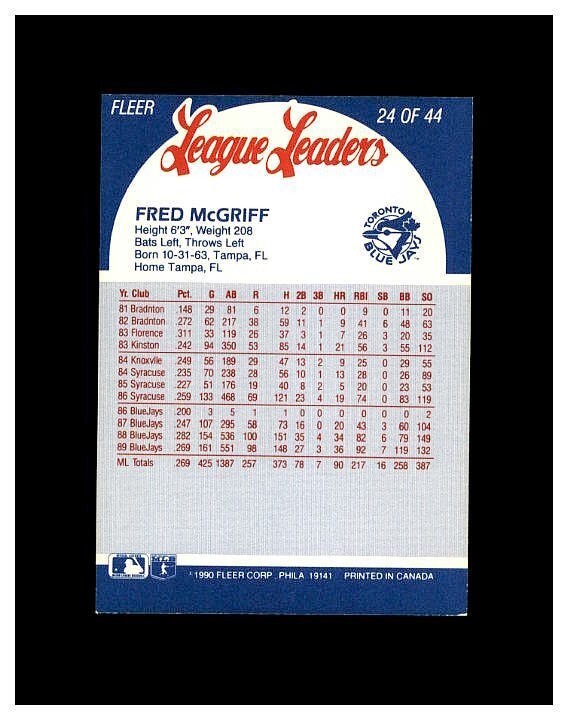 FLEER
24 OF 44
League Leaders
FRED McGRIFF
Height 6'3", Weight 208
Bats Left, Throws Left
Born 10-31-63, Tampa, FL
Home Tampa, FL
TORONTO
BLUE JAYS
Yr. Club Pct. G AB R H 2B 3B HR RBI SB BB SO
81 Bradnton .148 29 81 6 12 2 0 0 9 0 11 20
82 Bradnton .272 62 217 38 59 11 1 9 41 6 48 63
83 Florence .311 33 119 26 37 3 1 7 26 3 20 35
83 Kinston .242 94 350 53 85 14 1 21 56 3 55 112
84 Knoxvlle .249 56 189 29 47 13 2 9 25 0 29 55
84 Syracuse .235 70 238 28 56 10 1 13 28 0 26 89
85 Syracuse .227 51 176 19 40 8 2 5 20 0 23 53
86 Syracuse .259 133 468 69 121 23 4 19 74 0 83 119
86 BlueJays .200 3 5 1 1 0 0 0 0 0 0 2
87 BlueJays .247 107 295 58 73 16 0 20 43 3 60 104
88 BlueJays .282 154 536 100 151 35 4 34 82 6 79 149
89 BlueJays .269 161 551 98 148 27 3 36 92 7 119 132
ML Totals .269 425 1387 257 373 78 7 90 217 16 258 387
MLB
1990 FLEER CORP., PHILA 19141 PRINTED IN CANADA